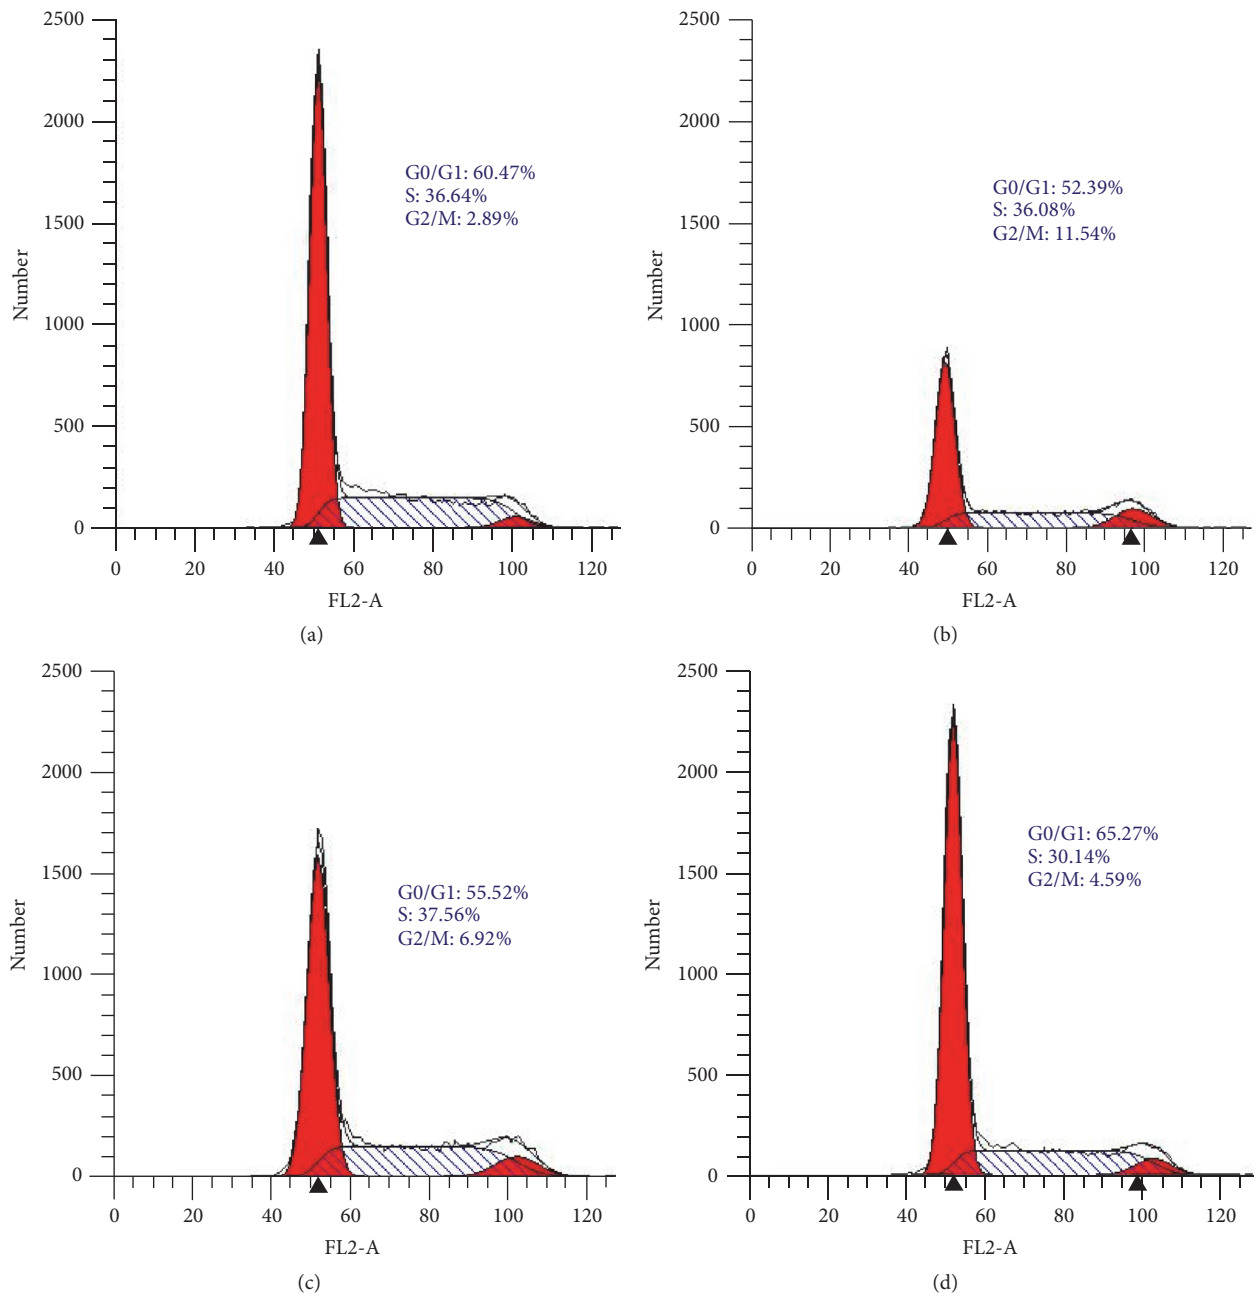 2500
2000
1500
1000
500
0
Number
G0/G1: 60.47%
S: 36.64%
G2/M: 2.89%
0 20 40 60 80 100 120
FL2-A
(a)
2500
2000
1500
1000
500
0
Number
G0/G1: 52.39%
S: 36.08%
G2/M: 11.54%
0 20 40 60 80 100 120
FL2-A
(b)
2500
2000
1500
1000
500
0
Number
G0/G1: 55.52%
S: 37.56%
G2/M: 6.92%
0 20 40 60 80 100 120
FL2-A
(c)
2500
2000
1500
1000
500
0
Number
G0/G1: 65.27%
S: 30.14%
G2/M: 4.59%
0 20 40 60 80 100 120
FL2-A
(d)